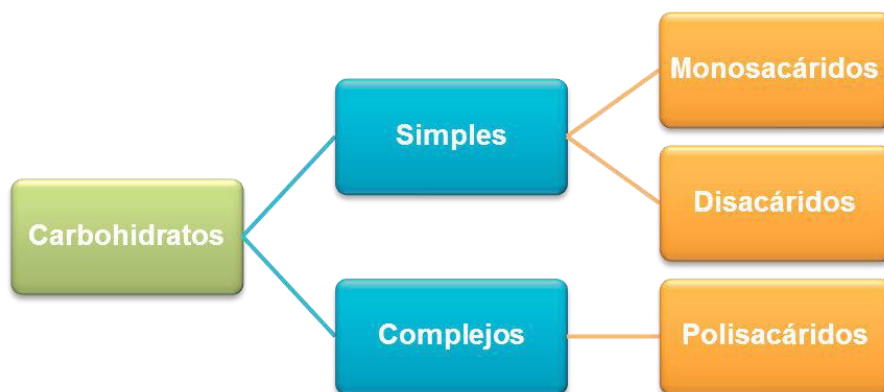 Carbohidratos
Simples
Monosacáridos
Disacáridos
Complejos
Polisacáridos